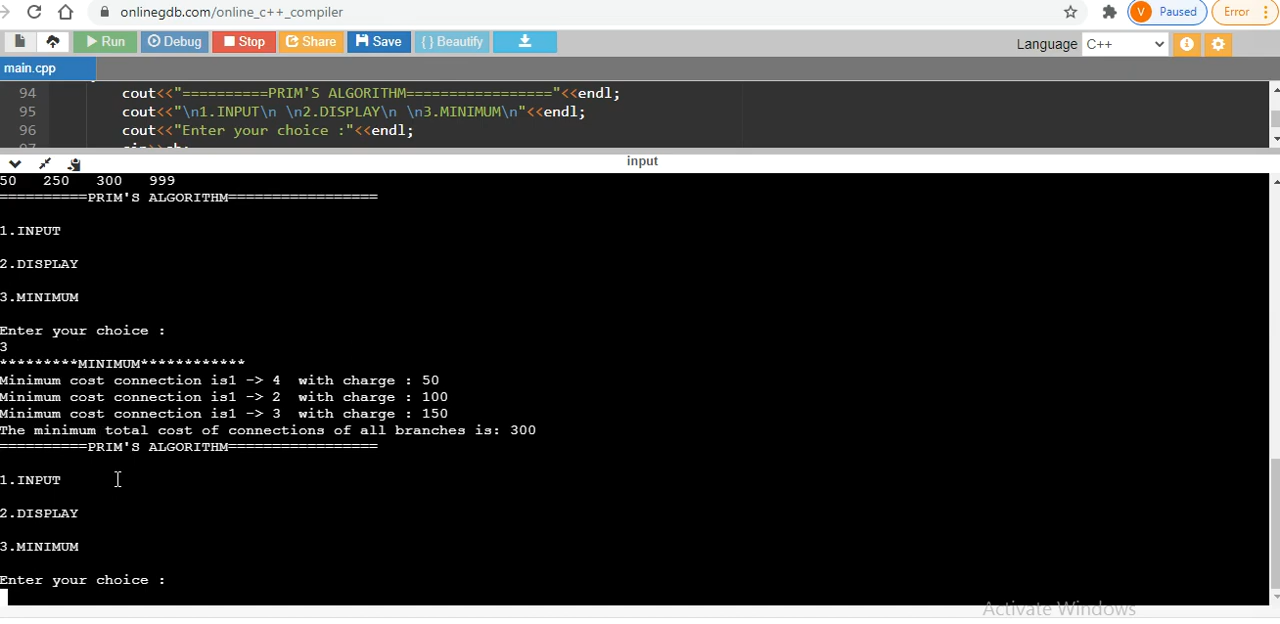 onlinegdb.com/online_c++_compiler
V Paused Error
Run Debug Stop Share Save { } Beautify
Language C++
main.cpp
94 cout<<"==========PRIM'S ALGORITHM================="<<endl;
95 cout<<"\n1.INPUT\n \n2.DISPLAY\n \n3.MINIMUM\n"<<endl;
96 cout<<"Enter your choice :"<<endl;
97 cin>>ch;
input
50 250 300 999
==========PRIM'S ALGORITHM=================
1.INPUT
2.DISPLAY
3.MINIMUM
Enter your choice :
3
*********MINIMUM************
Minimum cost connection is1 -> 4 with charge : 50
Minimum cost connection is1 -> 2 with charge : 100
Minimum cost connection is1 -> 3 with charge : 150
The minimum total cost of connections of all branches is: 300
==========PRIM'S ALGORITHM=================
1.INPUT
2.DISPLAY
3.MINIMUM
Enter your choice :
Activate Windows